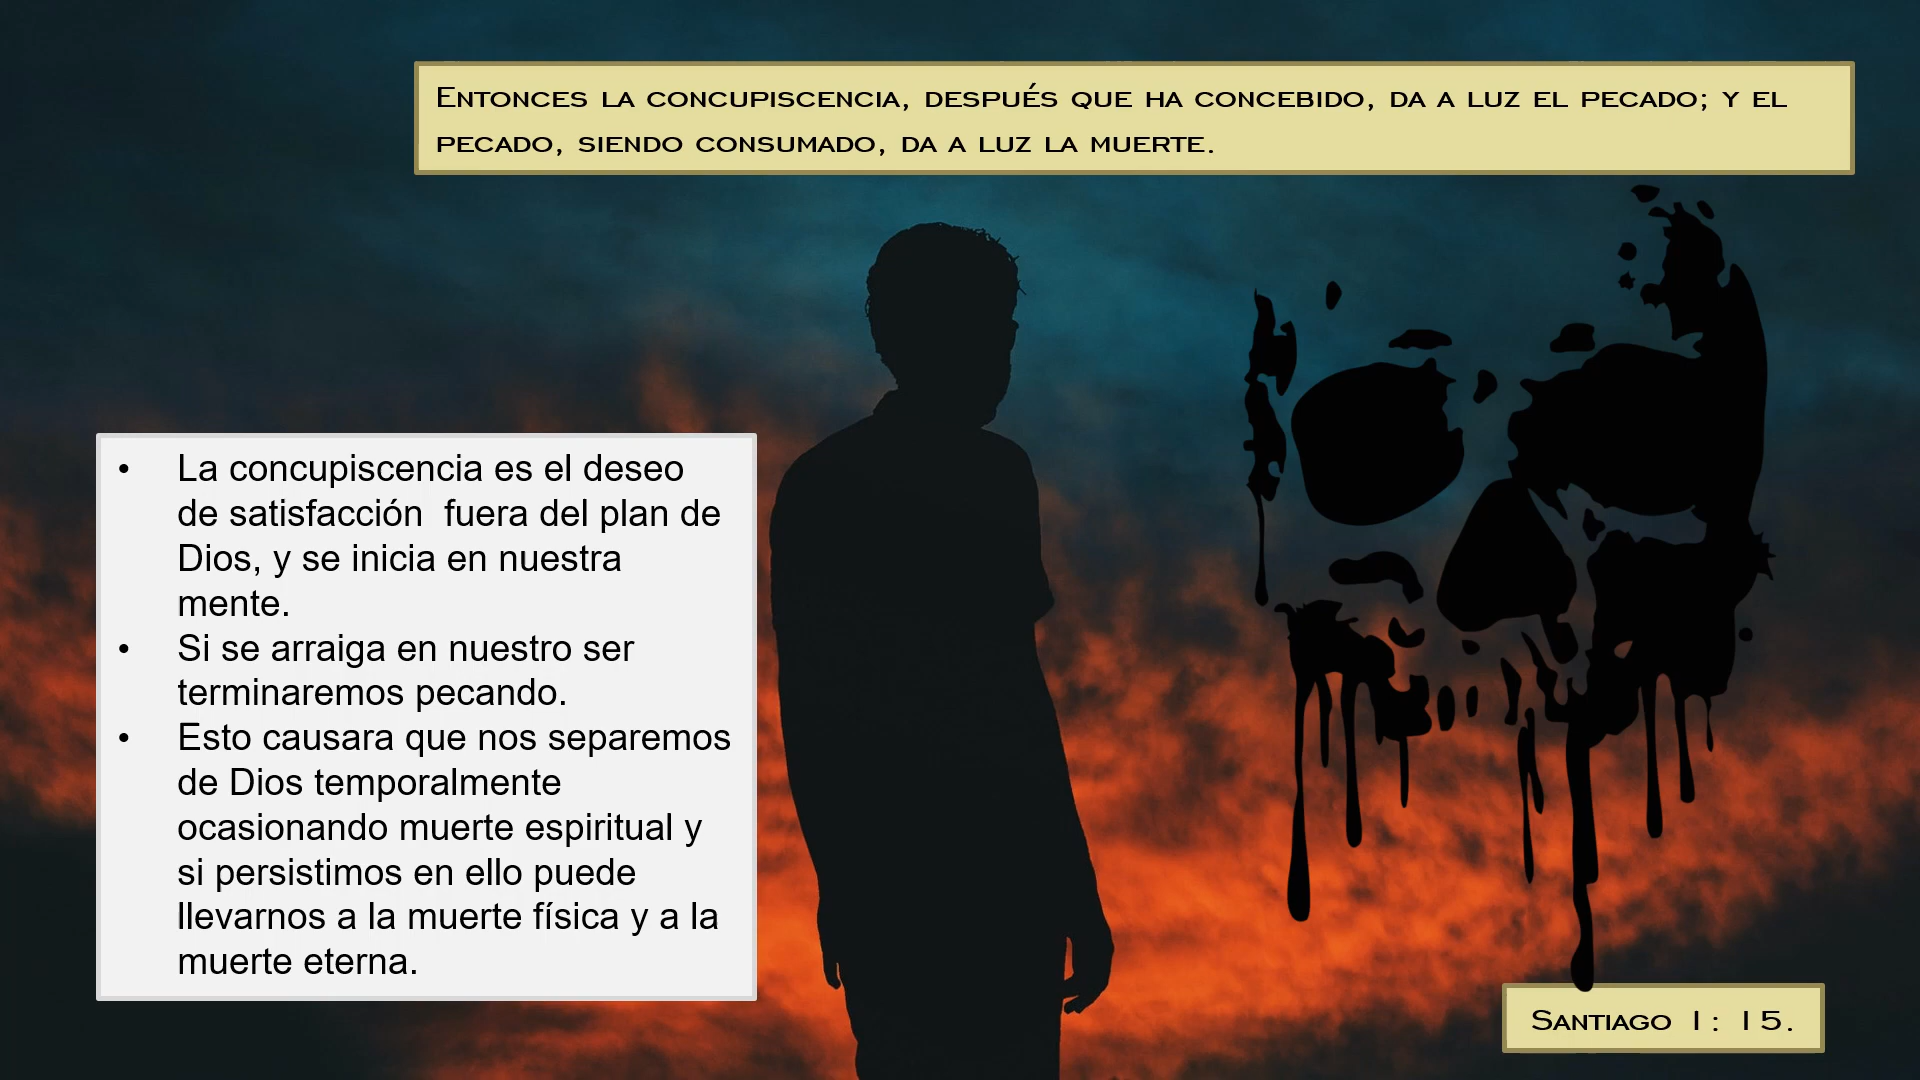 Entonces la concupiscencia, después que ha concebido, da a luz el pecado; y el
pecado, siendo consumado, da a luz la muerte.
• La concupiscencia es el deseo
de satisfacción  fuera del plan de
Dios, y se inicia en nuestra
mente.
• Si se arraiga en nuestro ser
terminaremos pecando.
• Esto causara que nos separemos
de Dios temporalmente
ocasionando muerte espiritual y
si persistimos en ello puede
llevarnos a la muerte física y a la
muerte eterna.
Santiago 1: 15.